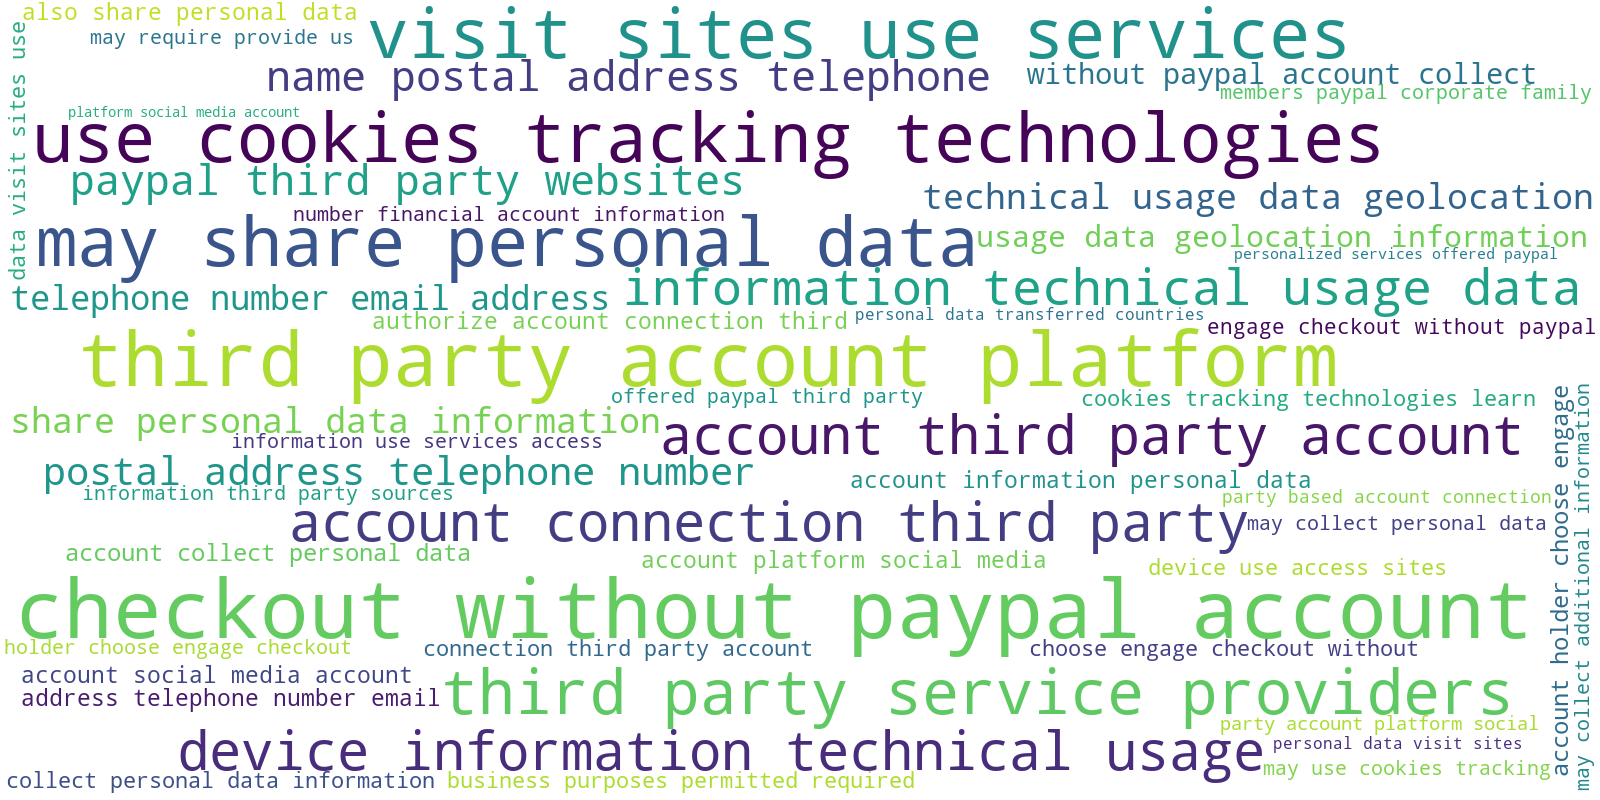 also share personal data
visit sites use services
may require provide us
name postal address telephone
without paypal account collect
members paypal corporate family
platform social media account
use cookies tracking technologies
paypal third party websites
technical usage data geolocation
number financial account information
may share personal data
usage data geolocation information
personalized services offered paypal
telephone number email address
information technical usage data
authorize account connection third
personal data transferred countries
engage checkout without paypal
third party account platform
offered paypal third party
cookies tracking technologies learn
share personal data information
information use services access
account third party account
postal address telephone number
account information personal data
information third party sources
party based account connection
account connection third party
may collect personal data
account collect personal data
account platform social media
device use access sites
checkout without paypal account
holder choose engage checkout
connection third party account
choose engage checkout without
account social media account
address telephone number email
third party service providers
party account platform social
device information technical usage
personal data visit sites
may use cookies tracking
collect personal data information
business purposes permitted required
data visit sites use
account holder choose engage
may collect additional information